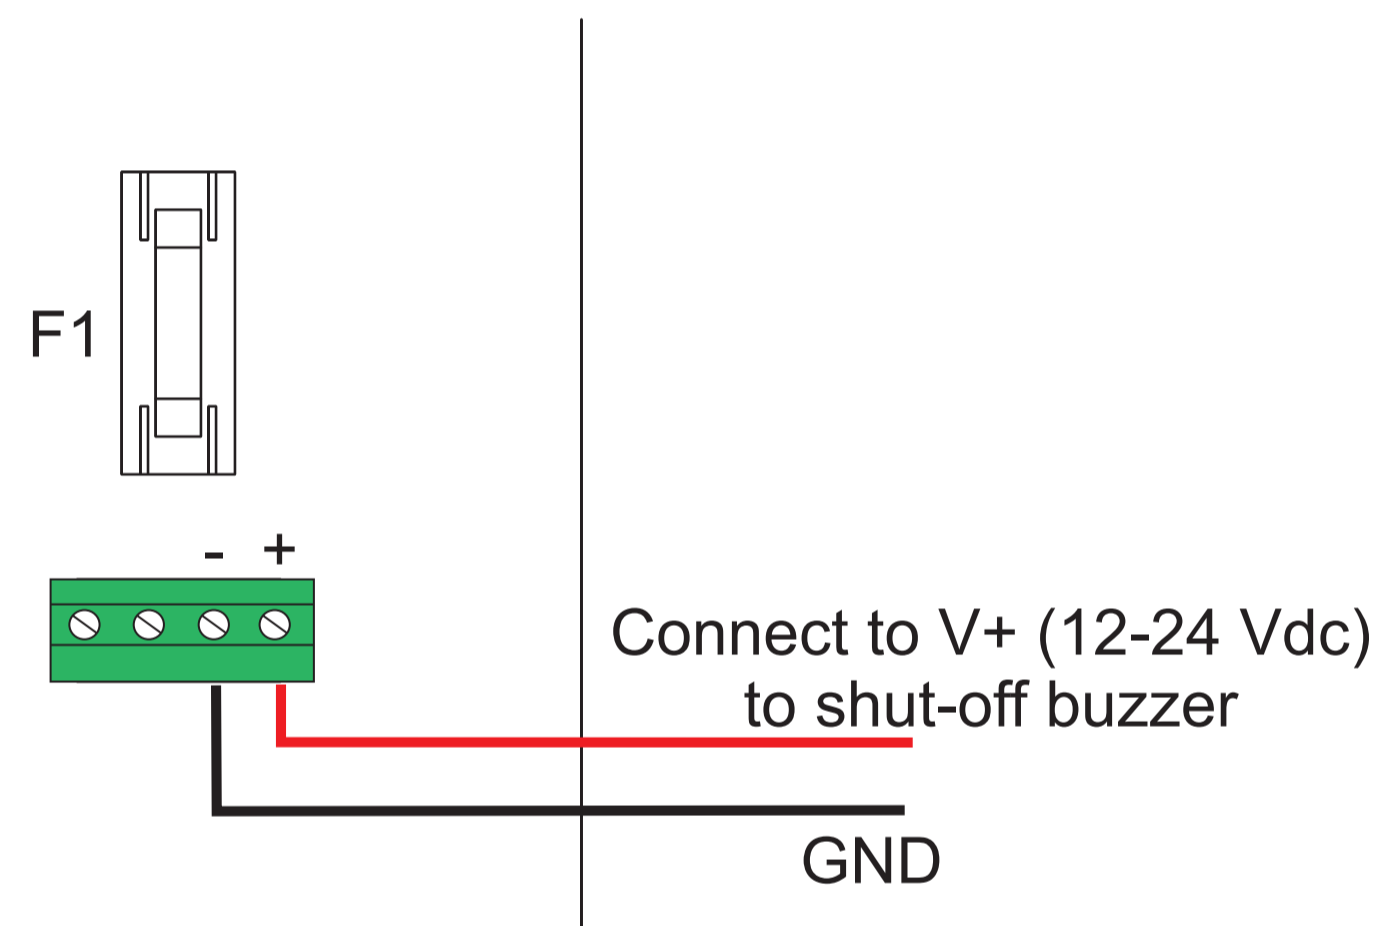 F1
- +
Connect to V+ (12-24 Vdc)
to shut-off buzzer
GND